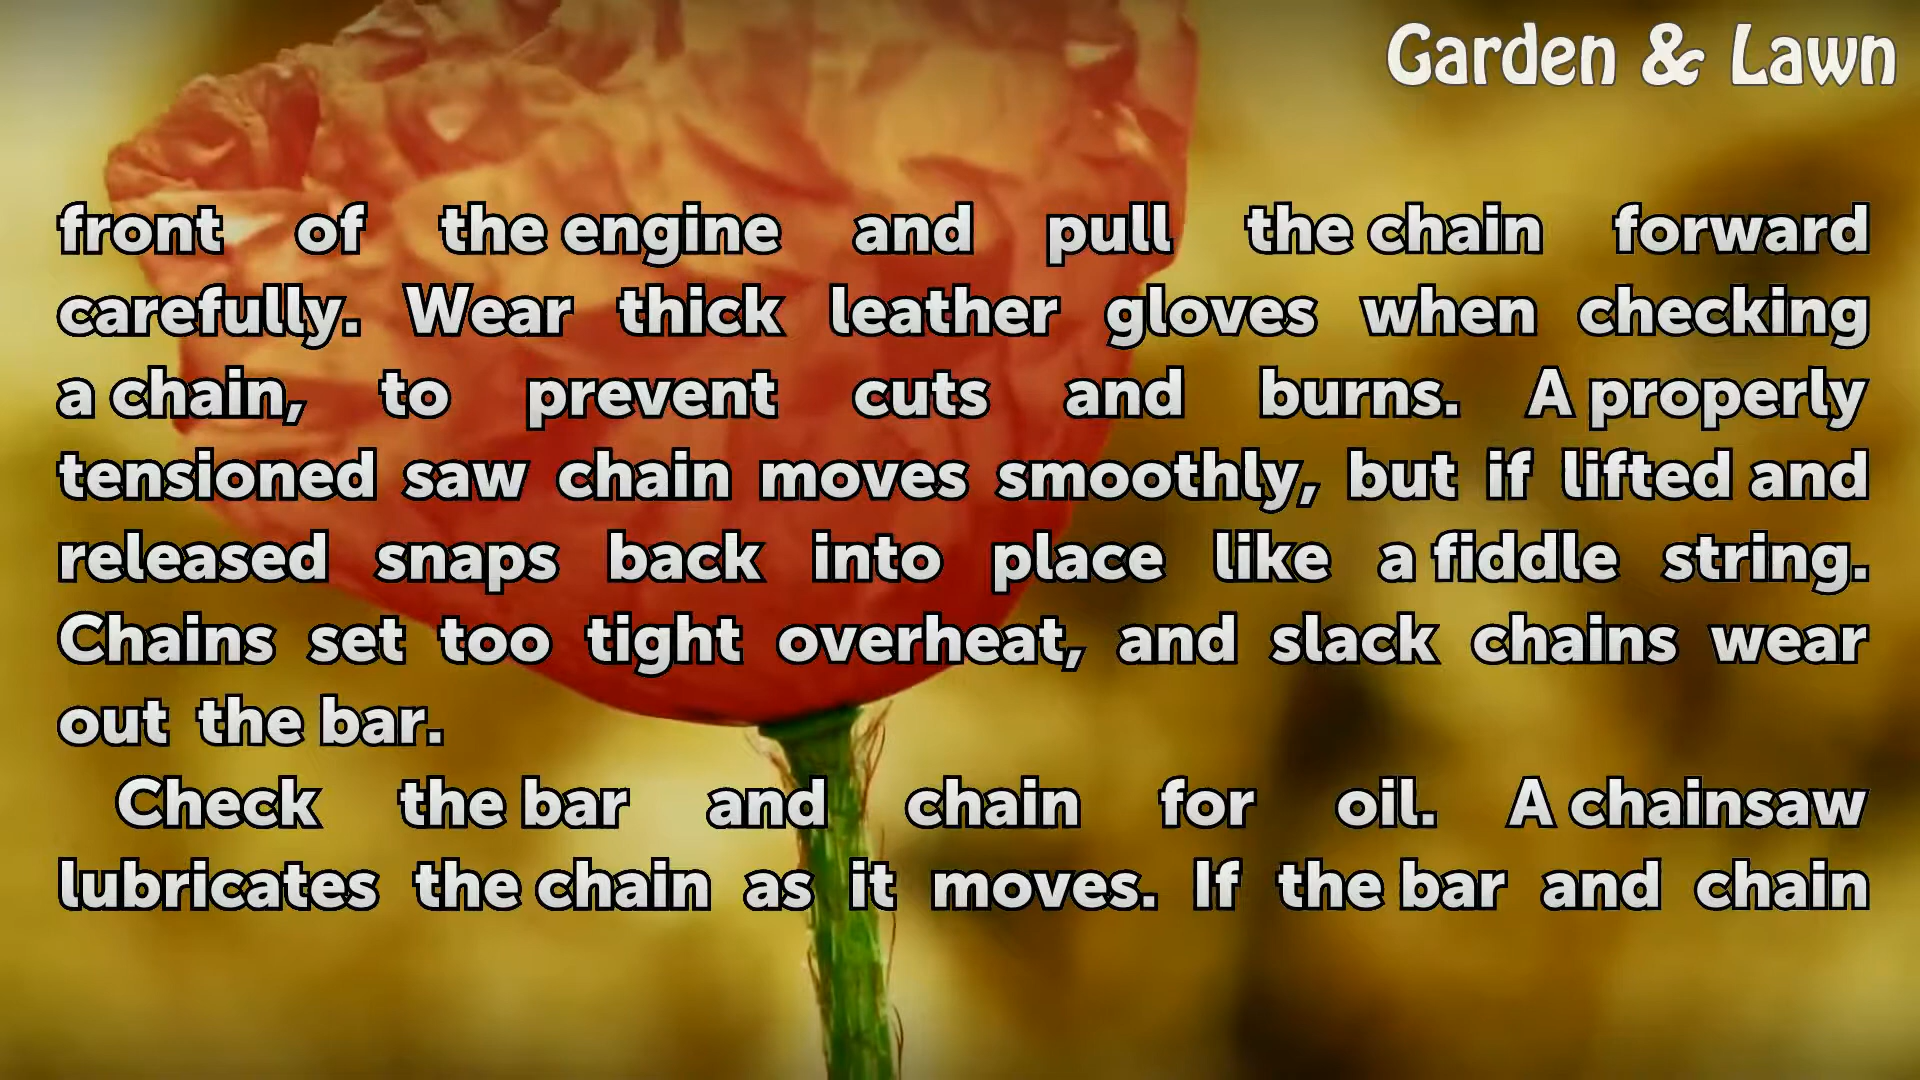 Garden & Lawn
front of the engine and pull the chain forward
carefully. Wear thick leather gloves when checking
a chain, to prevent cuts and burns. A properly
tensioned saw chain moves smoothly, but if lifted and
released snaps back into place like a fiddle string.
Chains set too tight overheat, and slack chains wear
out the bar.
Check the bar and chain for oil. A chainsaw
lubricates the chain as it moves. If the bar and chain